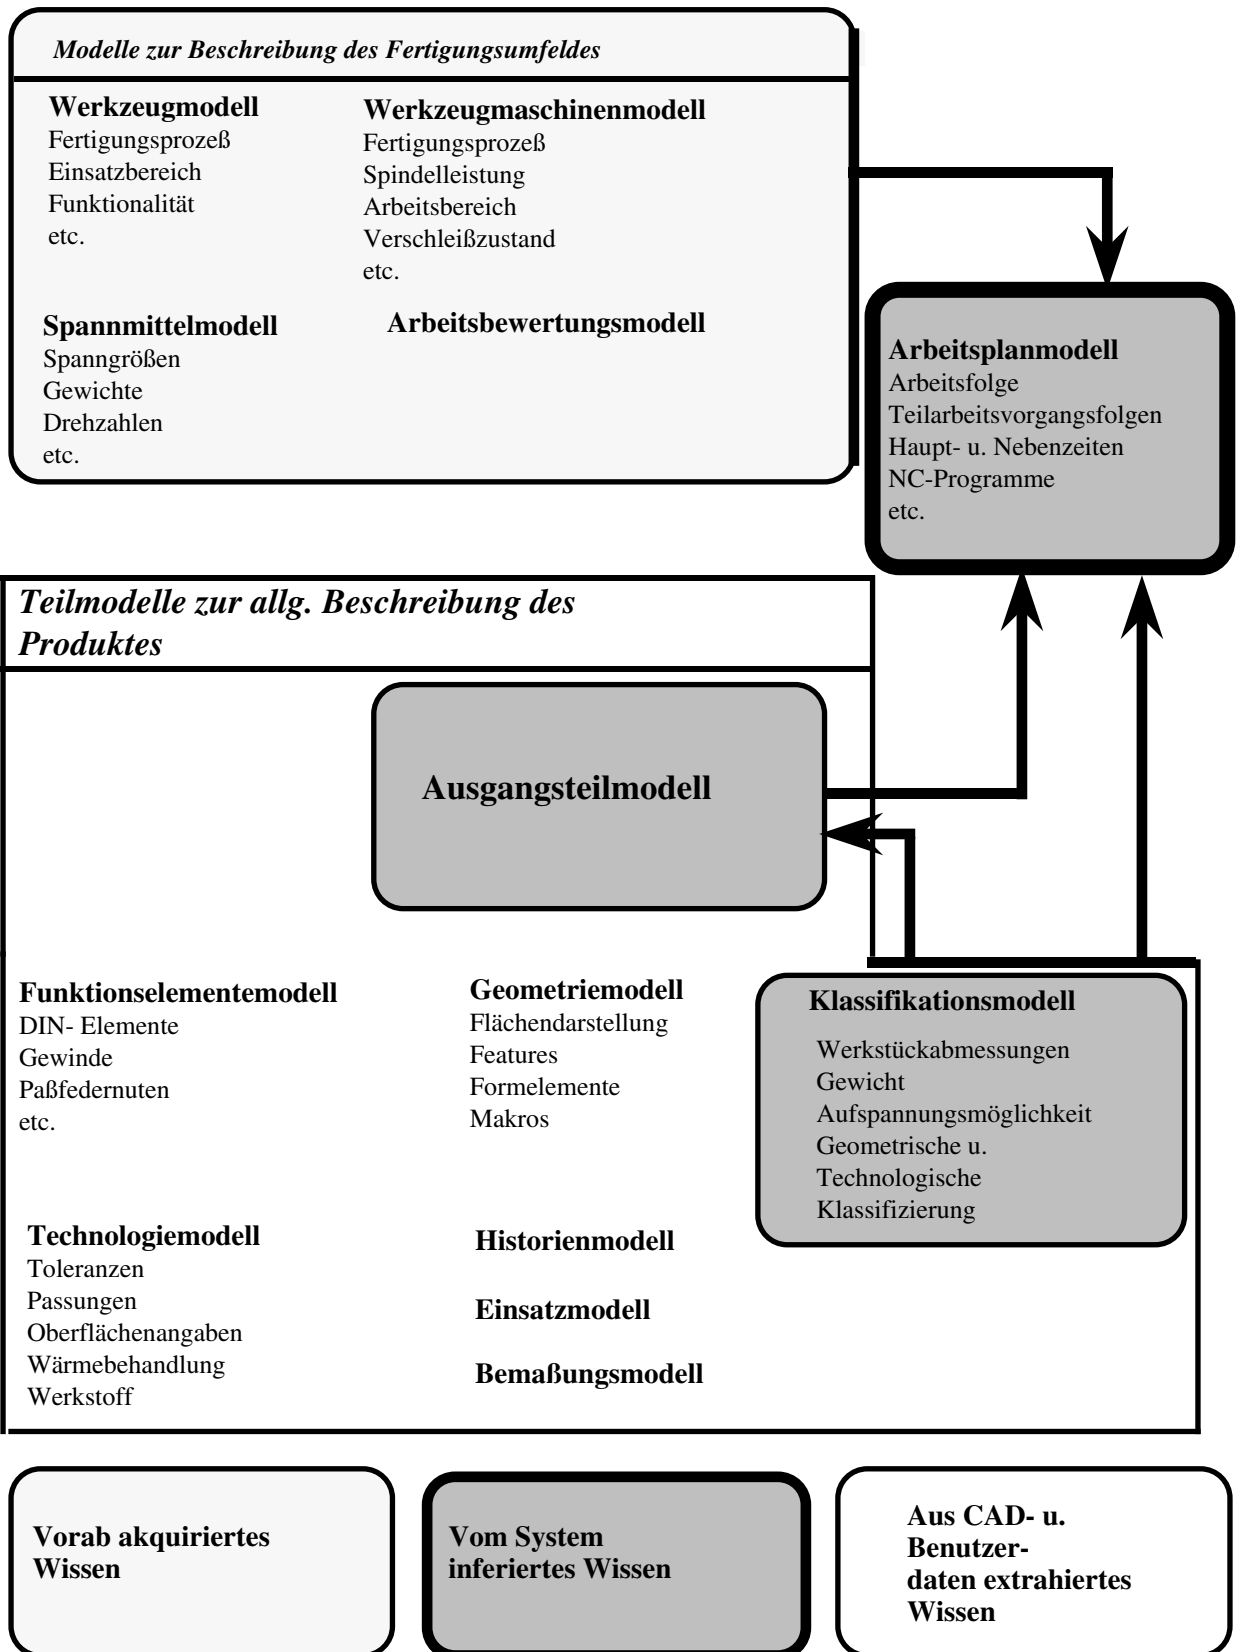 Modelle zur Beschreibung des Fertigungsumfeldes
Werkzeugmodell
Fertigungsprozeß
Einsatzbereich
Funktionalität
etc.
Werkzeugmaschinenmodell
Fertigungsprozeß
Spindelleistung
Arbeitsbereich
Verschleißzustand
etc.
Spannmittelmodell
Spanngrößen
Gewichte
Drehzahlen
etc.
Arbeitsbewertungsmodell
Arbeitsplanmodell
Arbeitsfolge
Teilarbeitsvorgangsfolgen
Haupt- u. Nebenzeiten
NC-Programme
etc.
Teilmodelle zur allg. Beschreibung des
Produktes
Ausgangsteilmodell
Funktionselementemodell
DIN- Elemente
Gewinde
Paßfedernuten
etc.
Geometriemodell
Flächendarstellung
Features
Formelemente
Makros
Klassifikationsmodell
Werkstückabmessungen
Gewicht
Aufspannungsmöglichkeit
Geometrische u.
Technologische
Klassifizierung
Technologiemodell
Toleranzen
Passungen
Oberflächenangaben
Wärmebehandlung
Werkstoff
Historienmodell
Einsatzmodell
Bemaßungsmodell
Vorab akquiriertes
Wissen
Vom System
inferiertes Wissen
Aus CAD- u.
Benutzer-
daten extrahiertes
Wissen